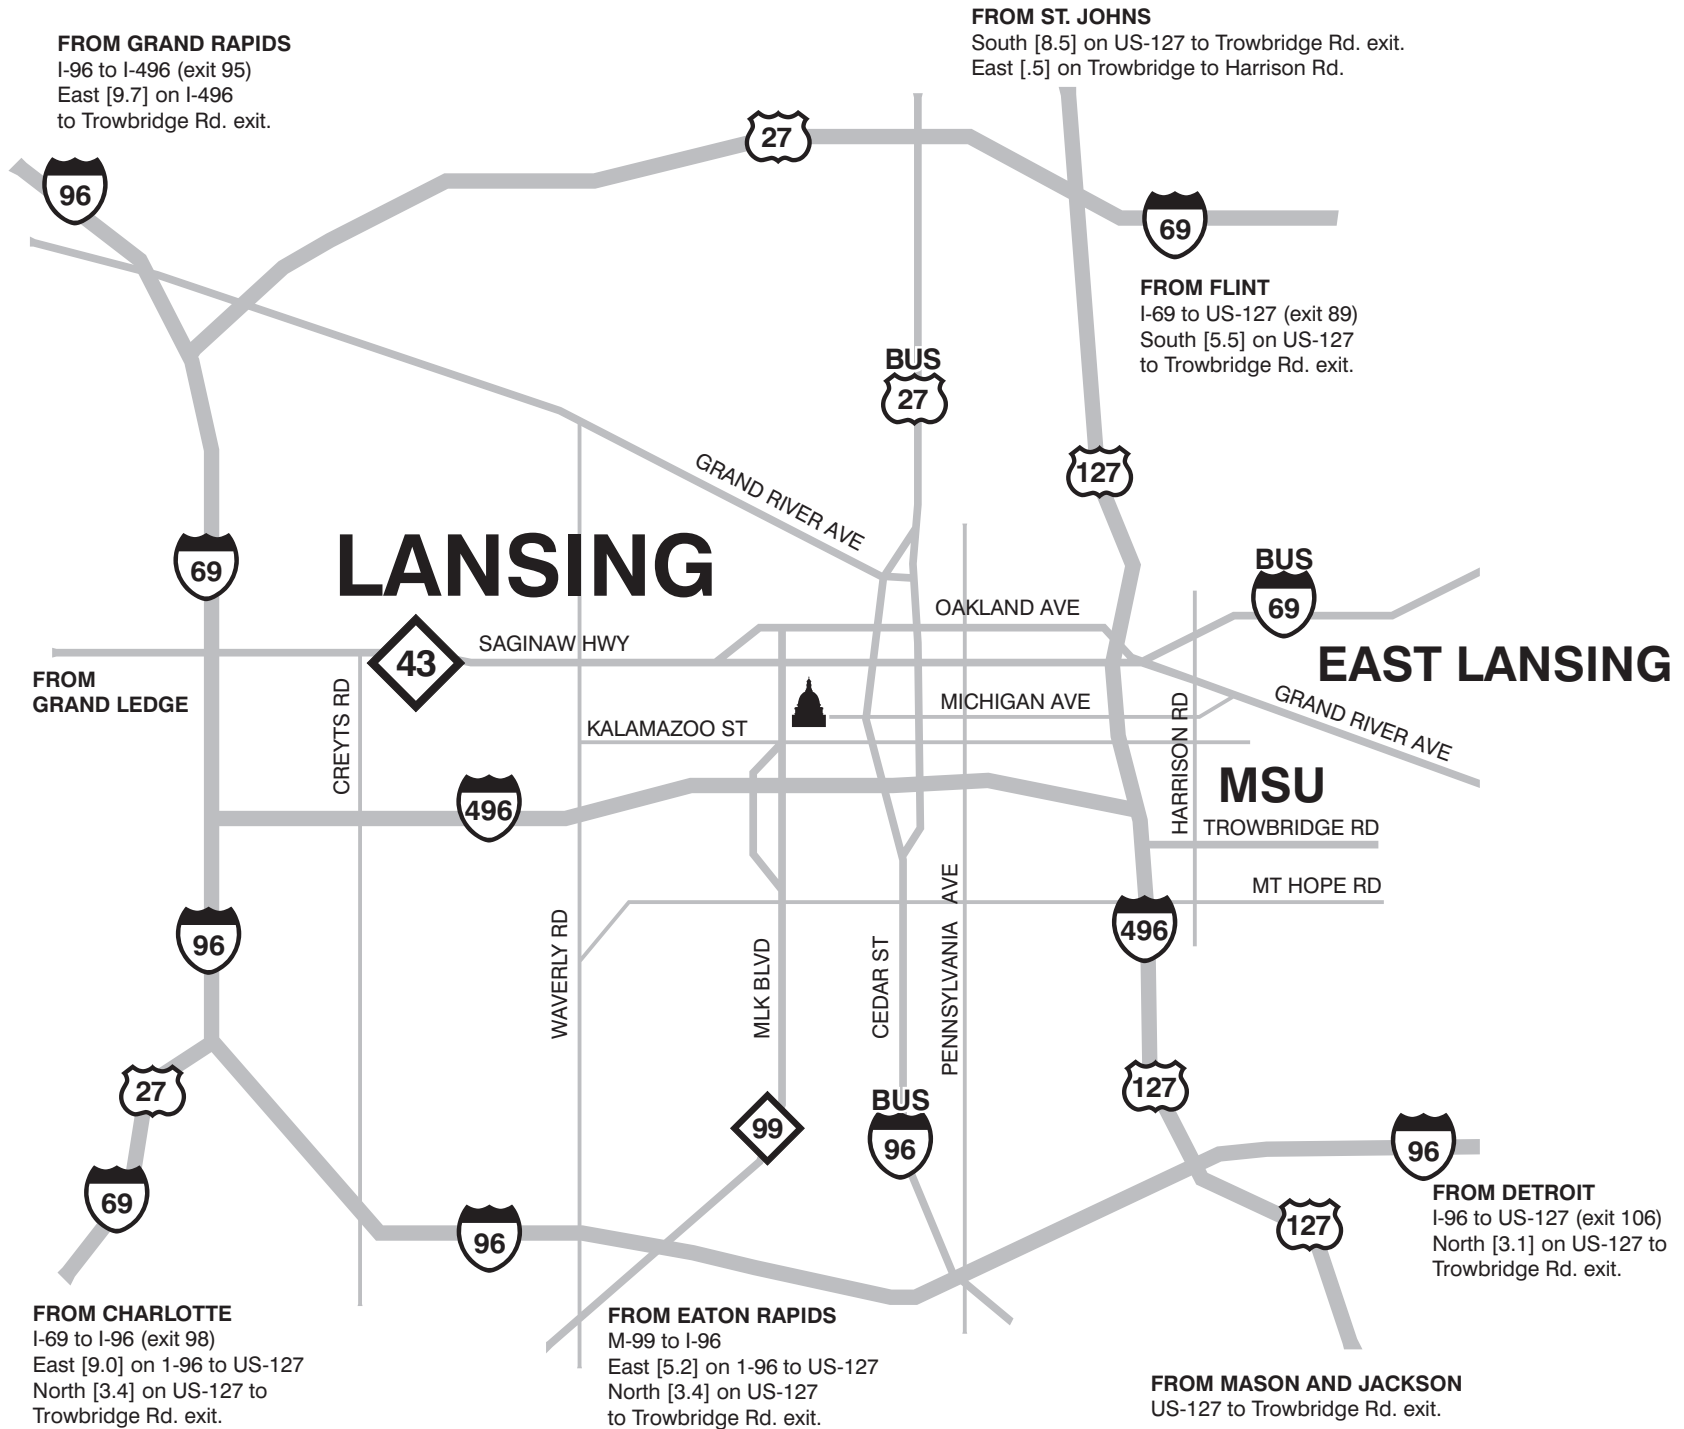 FROM ST. JOHNS
South [8.5] on US-127 to Trowbridge Rd. exit.
East [.5] on Trowbridge to Harrison Rd.
FROM GRAND RAPIDS
I-96 to I-496 (exit 95)
East [9.7] on I-496
to Trowbridge Rd. exit.
27
96
69
FROM FLINT
I-69 to US-127 (exit 89)
South [5.5] on US-127
to Trowbridge Rd. exit.
BUS
27
GRAND RIVER AVE
127
LANSING
69
BUS
69
OAKLAND AVE
SAGINAW HWY
43
EAST LANSING
FROM
GRAND LEDGE
CREYTS RD
MICHIGAN AVE
HARRISON RD
GRAND RIVER AVE
KALAMAZOO ST
MSU
496
TROWBRIDGE RD
MT HOPE RD
96
WAVERLY RD
MLK BLVD
CEDAR ST
PENNSYLVANIA AVE
496
27
127
BUS
96
99
96
69
96
127
FROM DETROIT
I-96 to US-127 (exit 106)
North [3.1] on US-127 to
Trowbridge Rd. exit.
FROM CHARLOTTE
I-69 to I-96 (exit 98)
East [9.0] on 1-96 to US-127
North [3.4] on US-127 to
Trowbridge Rd. exit.
FROM EATON RAPIDS
M-99 to I-96
East [5.2] on 1-96 to US-127
North [3.4] on US-127
to Trowbridge Rd. exit.
FROM MASON AND JACKSON
US-127 to Trowbridge Rd. exit.